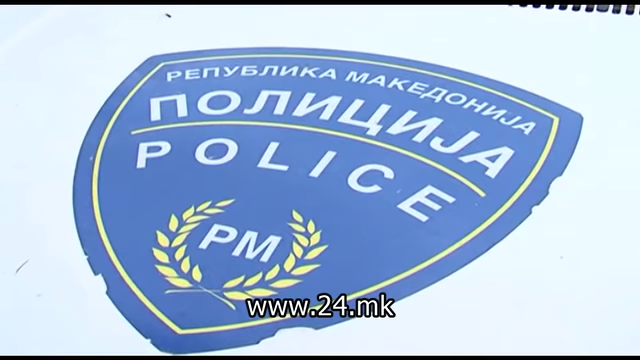 РЕПУБЛИКА МАКЕДОНИЈА
ПОЛИЦИЈА
POLICE
РМ
www.24.mk